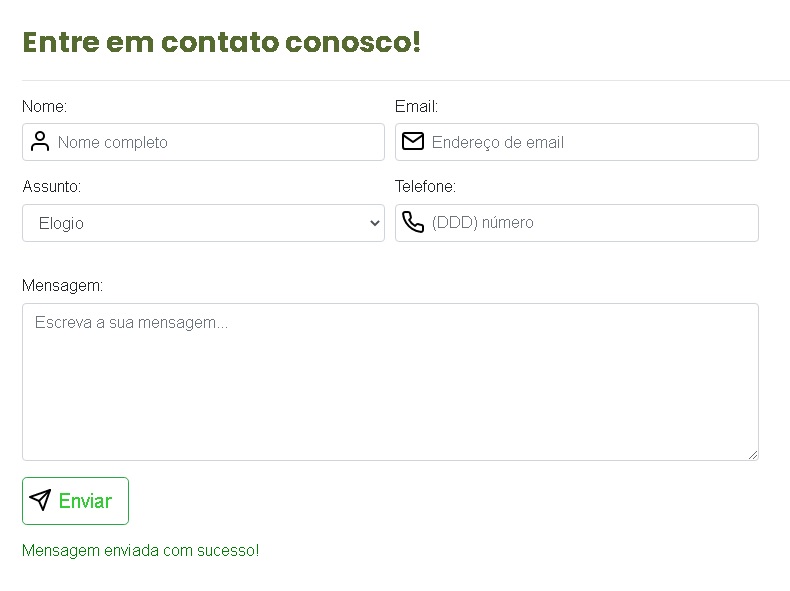 Entre em contato conosco!
Nome:
Email:
Nome completo
Endereço de email
Assunto:
Telefone:
Elogio
(DDD) número
Mensagem:
Escreva a sua mensagem...
Enviar
Mensagem enviada com sucesso!